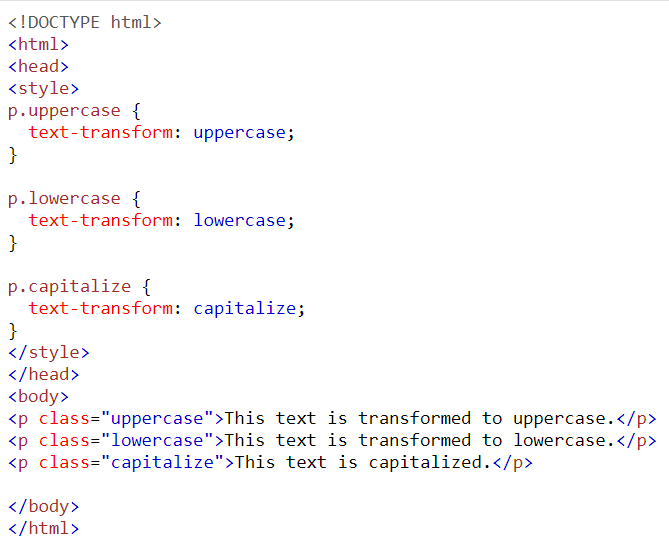 <!DOCTYPE html>
<html>
<head>
<style>
p.uppercase {
  text-transform: uppercase;
}

p.lowercase {
  text-transform: lowercase;
}

p.capitalize {
  text-transform: capitalize;
}
</style>
</head>
<body>
<p class="uppercase">This text is transformed to uppercase.</p>
<p class="lowercase">This text is transformed to lowercase.</p>
<p class="capitalize">This text is capitalized.</p>

</body>
</html>